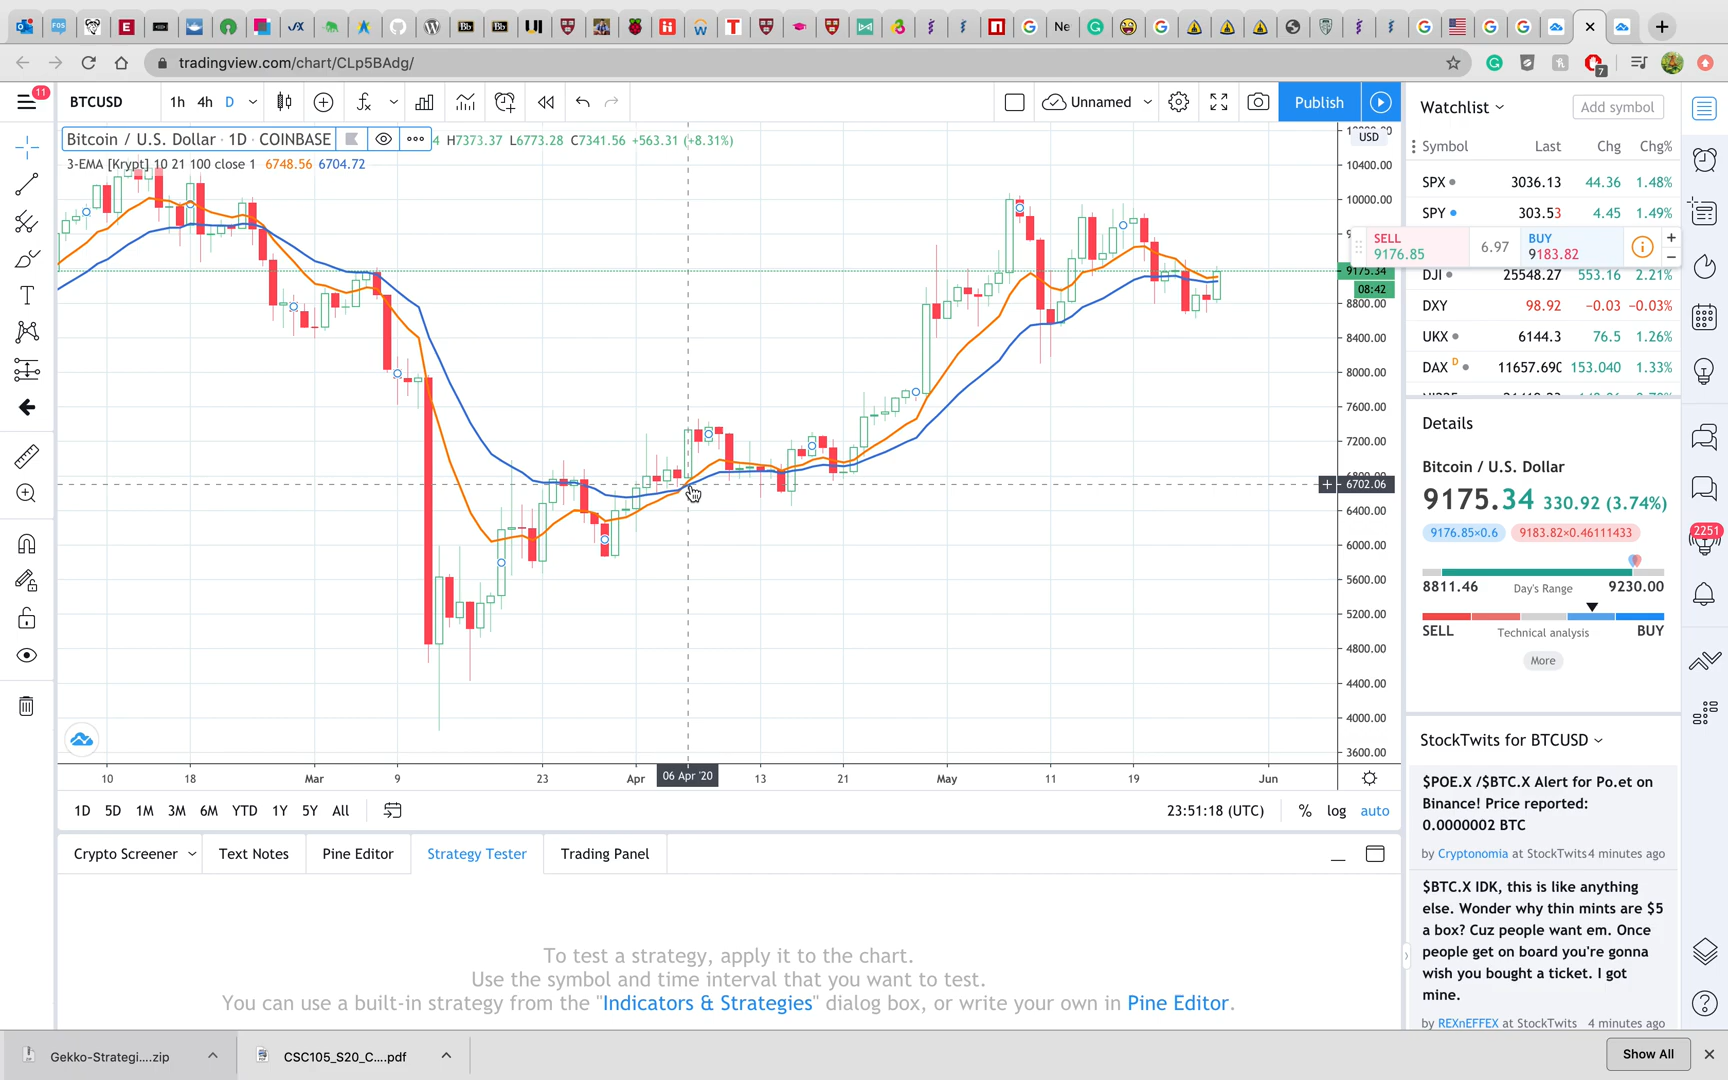 tradingview.com/chart/CLp5BAdg/
7
11
BTCUSD
1h 4h D
Unnamed
Publish
Bitcoin / U.S. Dollar · 1D · COINBASE
4 H7373.37 L6773.28 C7341.56 +563.31 (+8.31%)
3-EMA [Krypt] 10 21 100 close 1 6748.56 6704.72
USD
10400.00
10000.00
9175.34
08:42
8800.00
8400.00
8000.00
7600.00
7200.00
6800.00
6702.06
6400.00
6000.00
5600.00
5200.00
4800.00
4400.00
4000.00
3600.00
10 18 Mar 9 23 Apr 06 Apr '20 13 21 May 11 19 Jun
1D 5D 1M 3M 6M YTD 1Y 5Y All
23:51:18 (UTC) % log auto
Crypto Screener Text Notes Pine Editor Strategy Tester Trading Panel
To test a strategy, apply it to the chart.
Use the symbol and time interval that you want to test.
You can use a built-in strategy from the "Indicators & Strategies" dialog box, or write your own in Pine Editor.
Watchlist Add symbol
Symbol Last Chg Chg%
SPX 3036.13 44.36 1.48%
SPY 303.53 4.45 1.49%
SELL
9176.85
6.97
BUY
9183.82
DJI 25548.27 553.16 2.21%
DXY 98.92 −0.03 −0.03%
UKX 6144.3 76.5 1.26%
DAX D 11657.690 153.040 1.33%
Details
Bitcoin / U.S. Dollar
9175.34 330.92 (3.74%)
9176.85×0.6 9183.82×0.46111433
8811.46 Day's Range 9230.00
SELL Technical analysis BUY
More
StockTwits for BTCUSD
$POE.X /$BTC.X Alert for Po.et on
Binance! Price reported:
0.0000002 BTC
by Cryptonomia at StockTwits 4 minutes ago
$BTC.X IDK, this is like anything
else. Wonder why thin mints are $5
a box? Cuz people want em. Once
people get on board you're gonna
wish you bought a ticket. I got
mine.
by REXnEFFEX at StockTwits 4 minutes ago
2251
Gekko-Strategi....zip
CSC105_S20_C....pdf
Show All